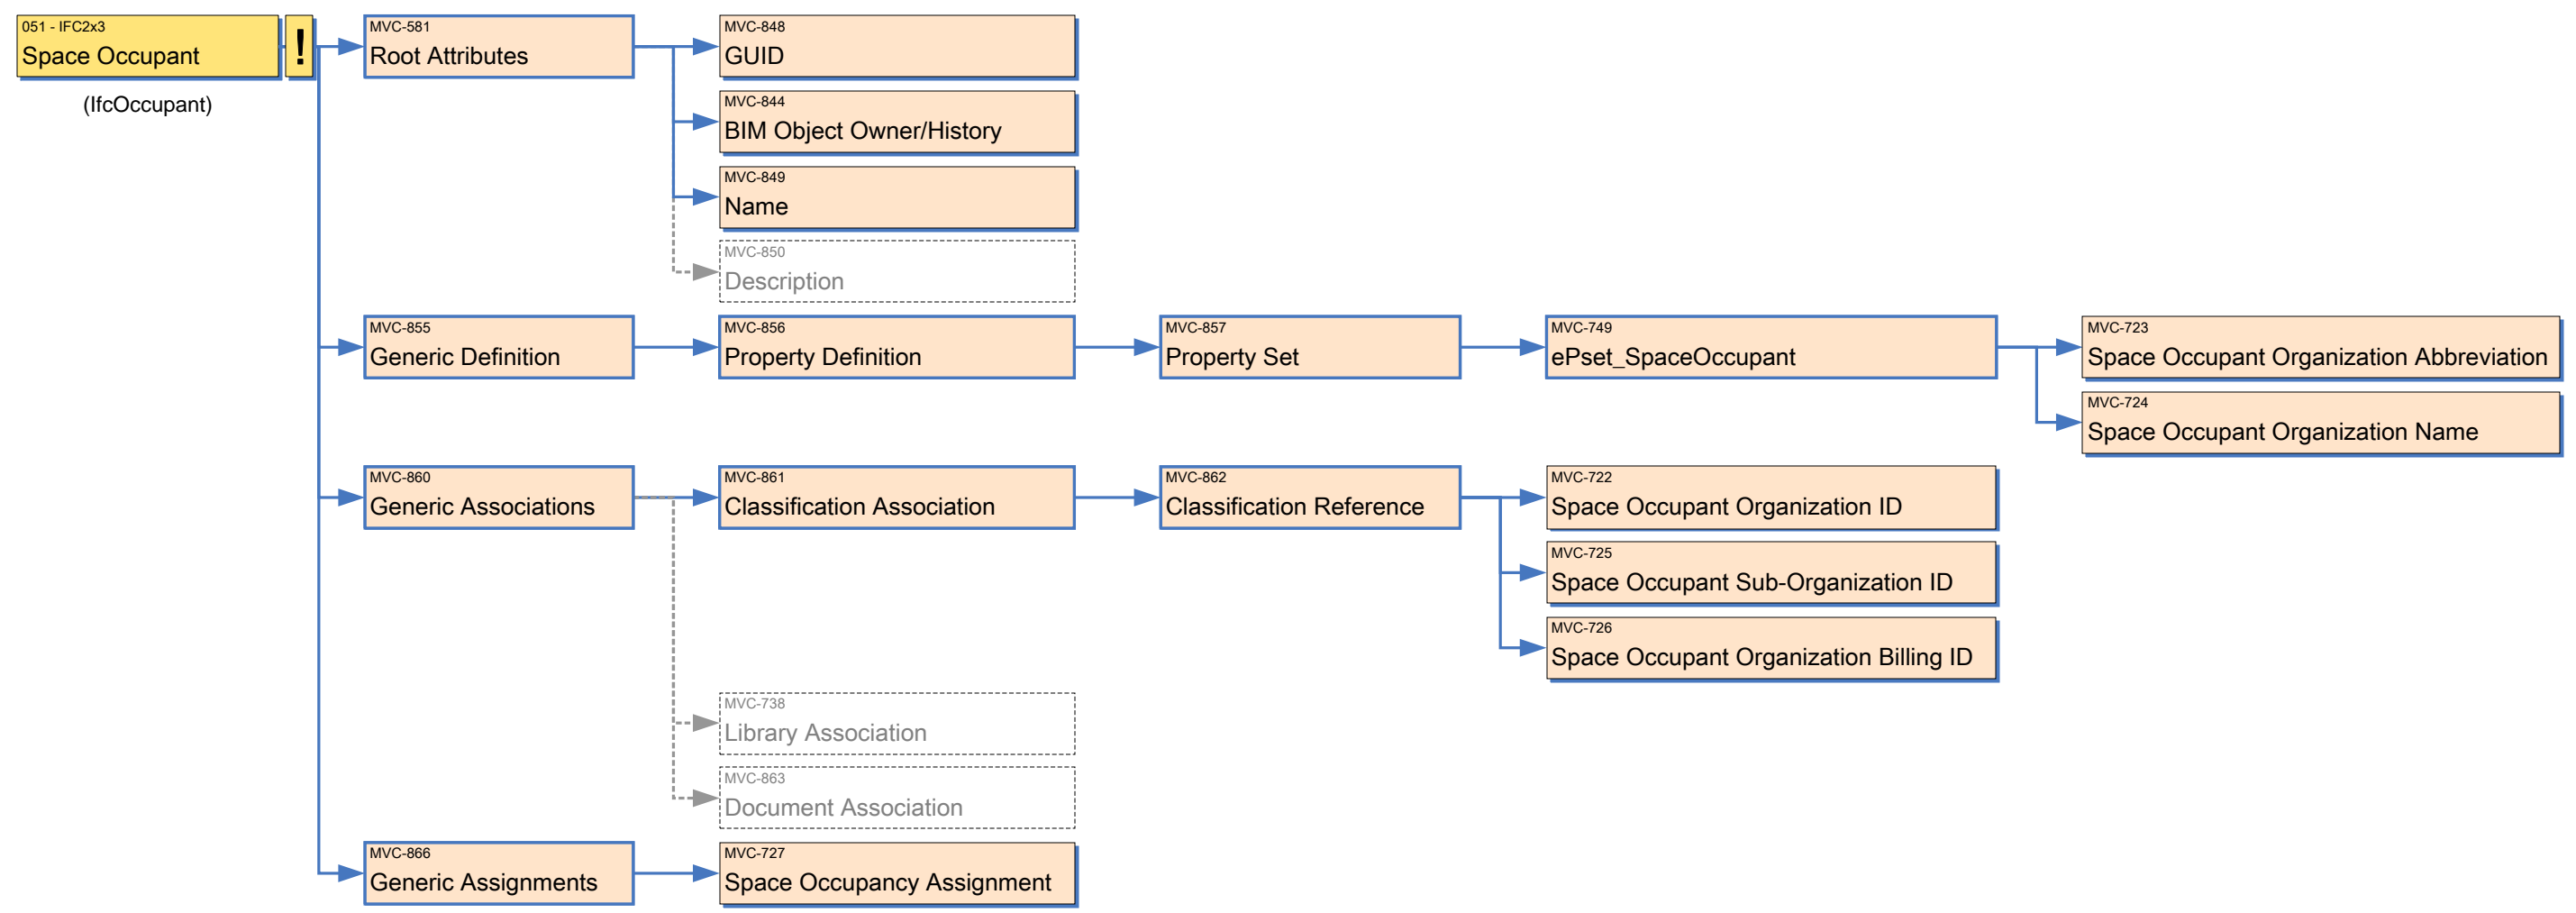 051 - IFC2x3
Space Occupant
!
(IfcOccupant)
MVC-581
Root Attributes
MVC-848
GUID
MVC-844
BIM Object Owner/History
MVC-849
Name
MVC-850
Description
MVC-855
Generic Definition
MVC-856
Property Definition
MVC-857
Property Set
MVC-749
ePset_SpaceOccupant
MVC-723
Space Occupant Organization Abbreviation
MVC-724
Space Occupant Organization Name
MVC-860
Generic Associations
MVC-861
Classification Association
MVC-862
Classification Reference
MVC-722
Space Occupant Organization ID
MVC-725
Space Occupant Sub-Organization ID
MVC-726
Space Occupant Organization Billing ID
MVC-738
Library Association
MVC-863
Document Association
MVC-866
Generic Assignments
MVC-727
Space Occupancy Assignment